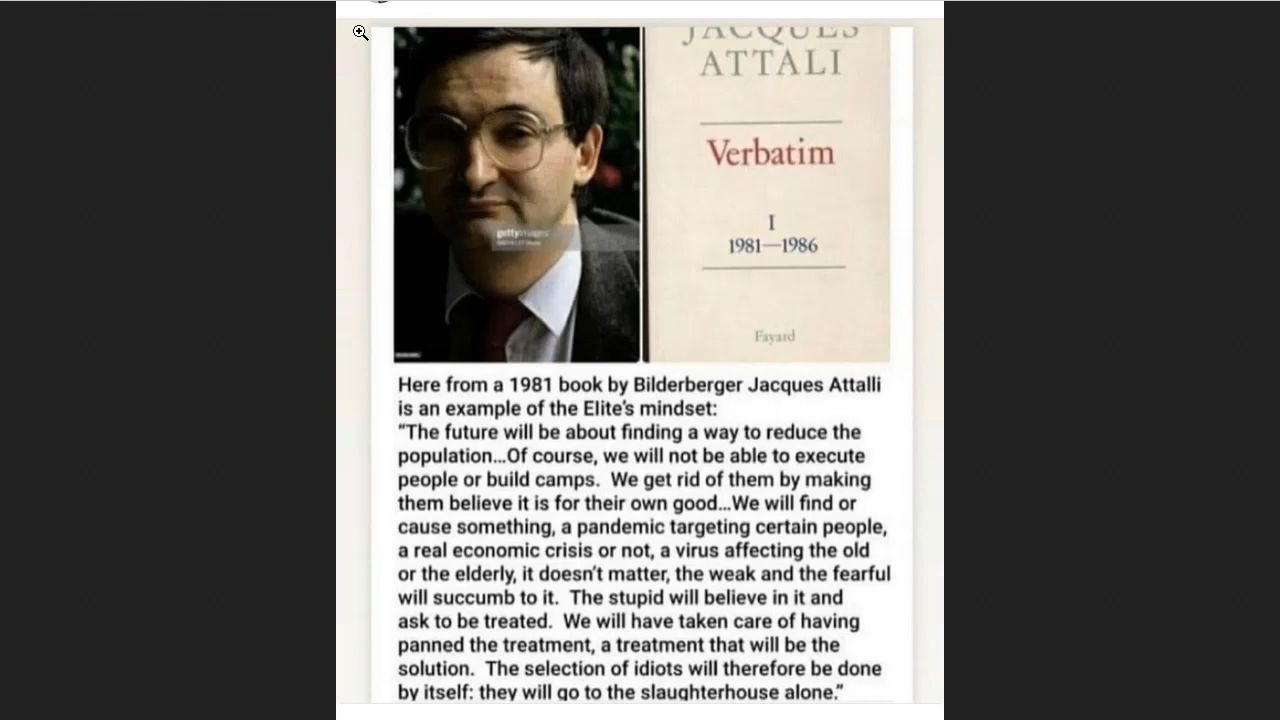 JACQUES
ATTALI
Verbatim
I
1981—1986
Fayard
gettyimages
Here from a 1981 book by Bilderberger Jacques Attalli
is an example of the Elite's mindset:
“The future will be about finding a way to reduce the
population...Of course, we will not be able to execute
people or build camps. We get rid of them by making
them believe it is for their own good...We will find or
cause something, a pandemic targeting certain people,
a real economic crisis or not, a virus affecting the old
or the elderly, it doesn't matter, the weak and the fearful
will succumb to it. The stupid will believe in it and
ask to be treated. We will have taken care of having
panned the treatment, a treatment that will be the
solution. The selection of idiots will therefore be done
by itself: they will go to the slaughterhouse alone.”